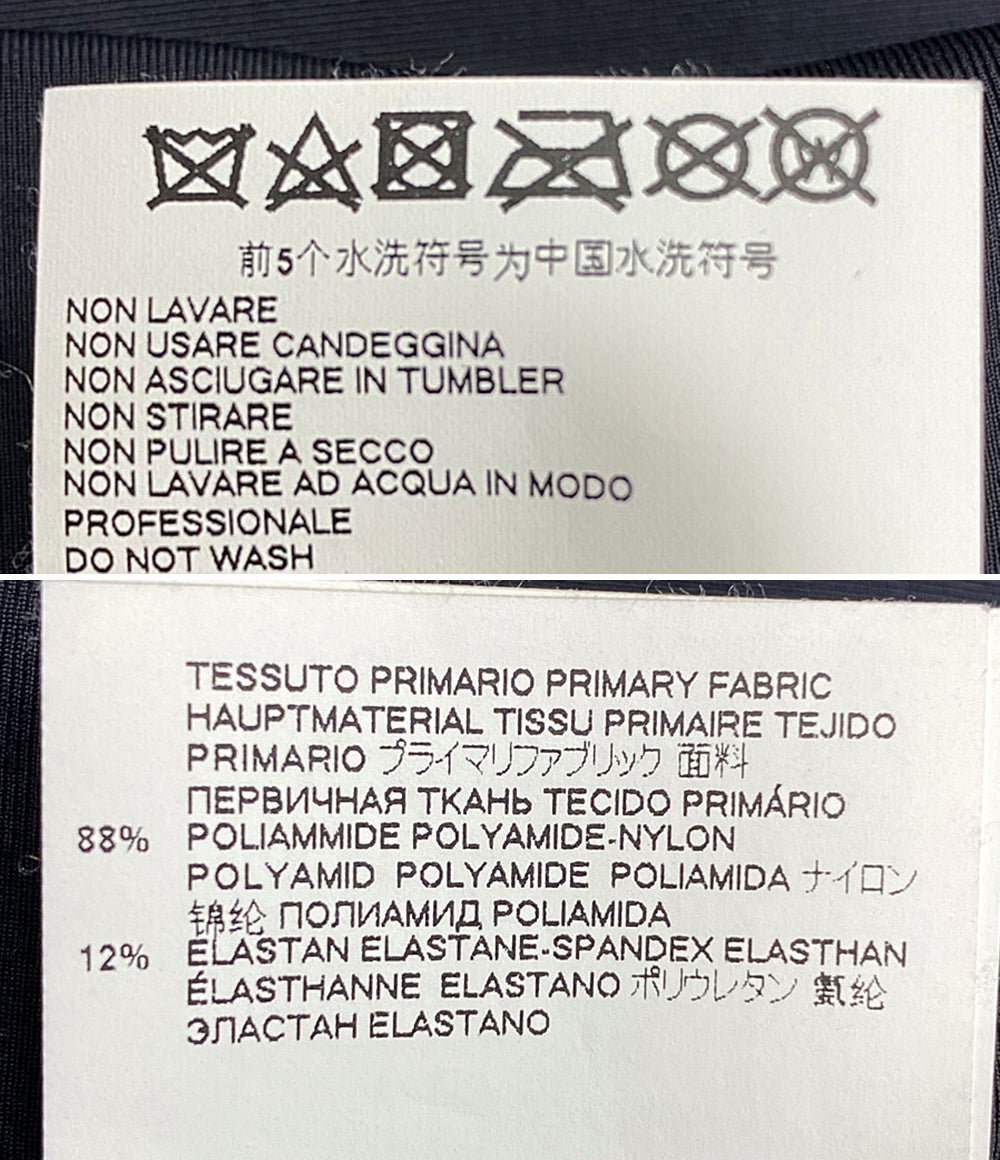 前5个水洗符号为中国水洗符号
NON LAVARE
NON USARE CANDEGGINA
NON ASCIUGARE IN TUMBLER
NON STIRARE
NON PULIRE A SECCO
NON LAVARE AD ACQUA IN MODO
PROFESSIONALE
DO NOT WASH
TESSUTO PRIMARIO PRIMARY FABRIC
HAUPTMATERIAL TISSU PRIMAIRE TEJIDO
PRIMARIO プライマリファブリック 面料
ПЕРВИЧНАЯ ТКАНЬ TECIDO PRIMÁRIO
88% POLIAMMIDE POLYAMIDE-NYLON
POLYAMID POLYAMIDE POLIAMIDA ナイロン
锦纶 ПОЛИАМИД POLIAMIDA
12% ELASTAN ELASTANE-SPANDEX ELASTHAN
ÉLASTHANNE ELASTANO ポリウレタン 氨纶
ЭЛАСТАН ELASTANO